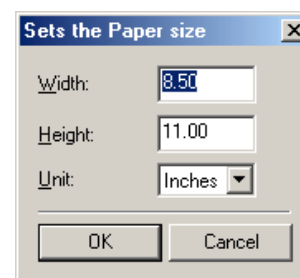 Sets the Paper size
Width: 8.50
Height: 11.00
Unit: Inches
OK Cancel